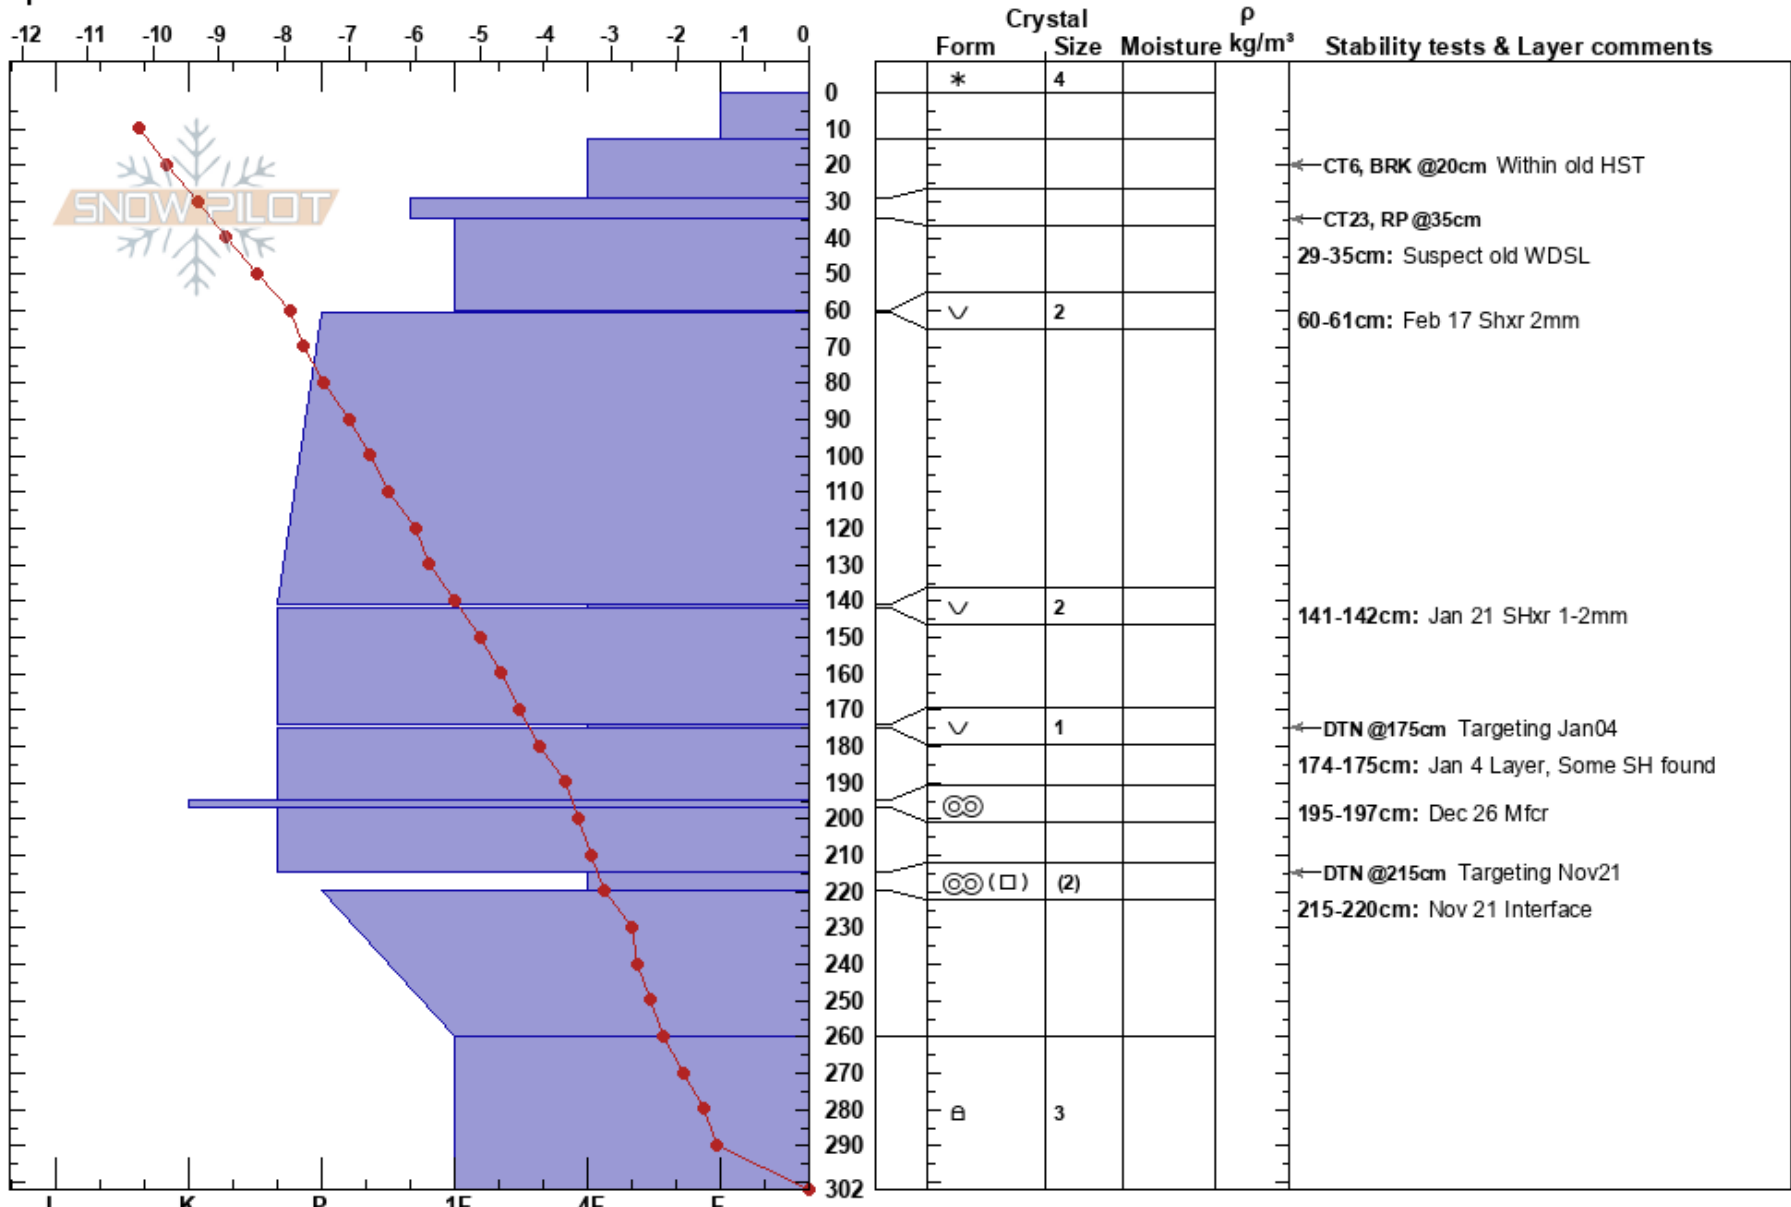 Crystal ρ
-12 -11 -10 -9 -8 -7 -6 -5 -4 -3 -2 -1 0 Form Size Moisture kg/m³ Stability tests & Layer comments
* 4
0
10
20 CT6, BRK @20cm Within old HST
SNOW PILOT
30
CT23, RP @35cm
40
29-35cm: Suspect old WDSL
50
60 2
60-61cm: Feb 17 Shxr 2mm
70
80
90
100
110
120
130
140 2
141-142cm: Jan 21 SHxr 1-2mm
150
160
170
1 DTN @175cm Targeting Jan04
180
174-175cm: Jan 4 Layer, Some SH found
190
195-197cm: Dec 26 Mfcr
200
210
DTN @215cm Targeting Nov21
220 ( ) (2)
215-220cm: Nov 21 Interface
230
240
250
260
270
280 3
290
302
I K P 1F 4F F